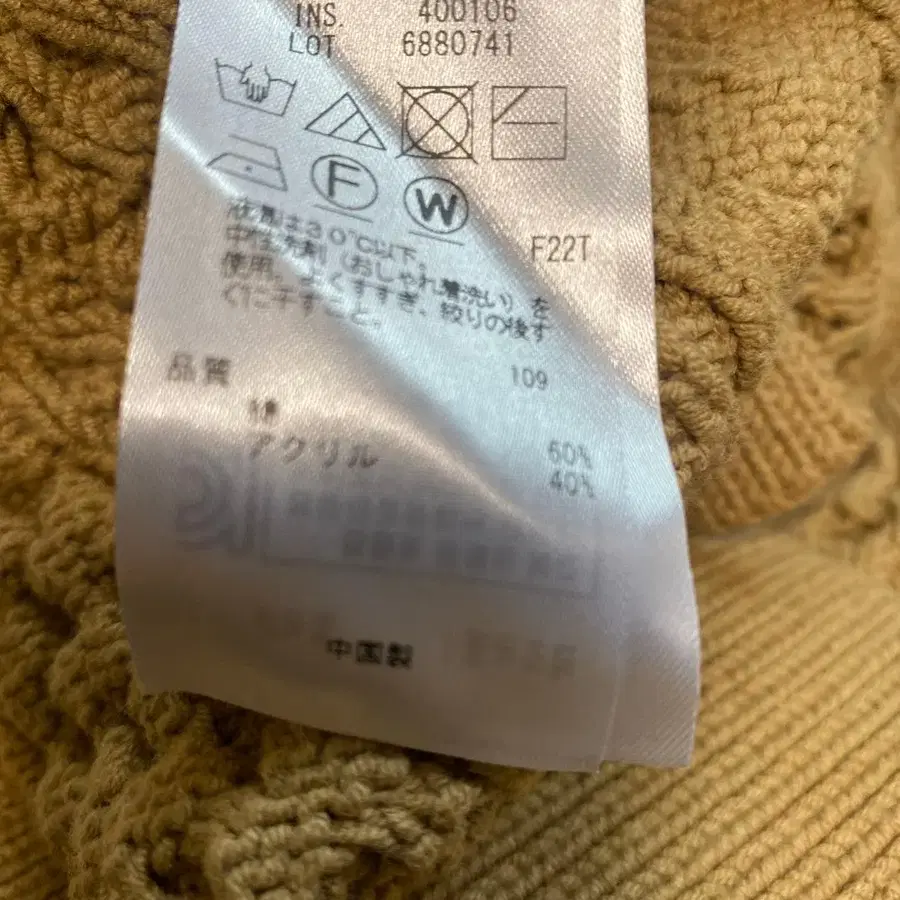 INS. 400106
LOT 6880741
F
W
F22T
液温は30℃以下、
中性洗剤（おしゃれ着洗い）を
使用。よくすすぎ、絞りの後す
ぐに干すこと。
品質 109
綿 60%
アクリル 40%
中国製